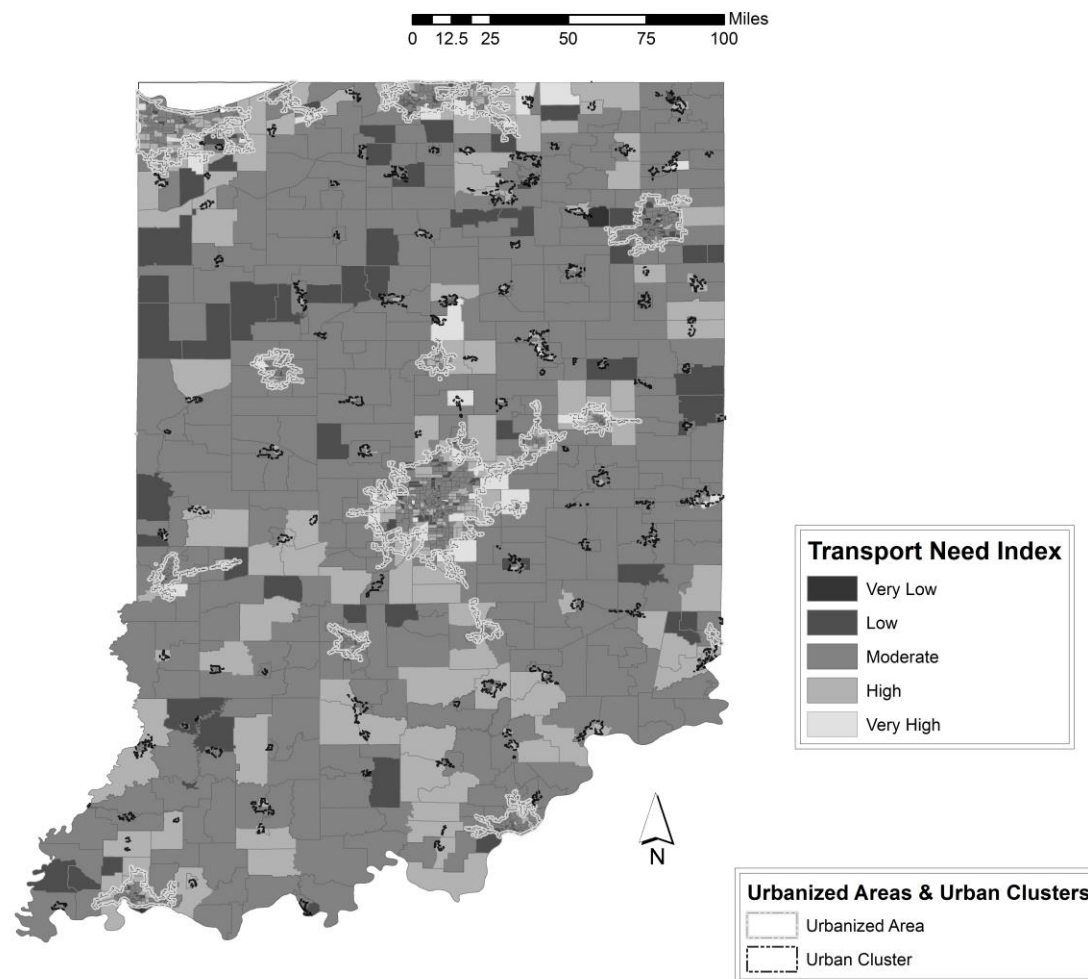 Miles
0 12.5 25 50 75 100
Transport Need Index
Very Low
Low
Moderate
High
Very High
N
Urbanized Areas & Urban Clusters
Urbanized Area
Urban Cluster